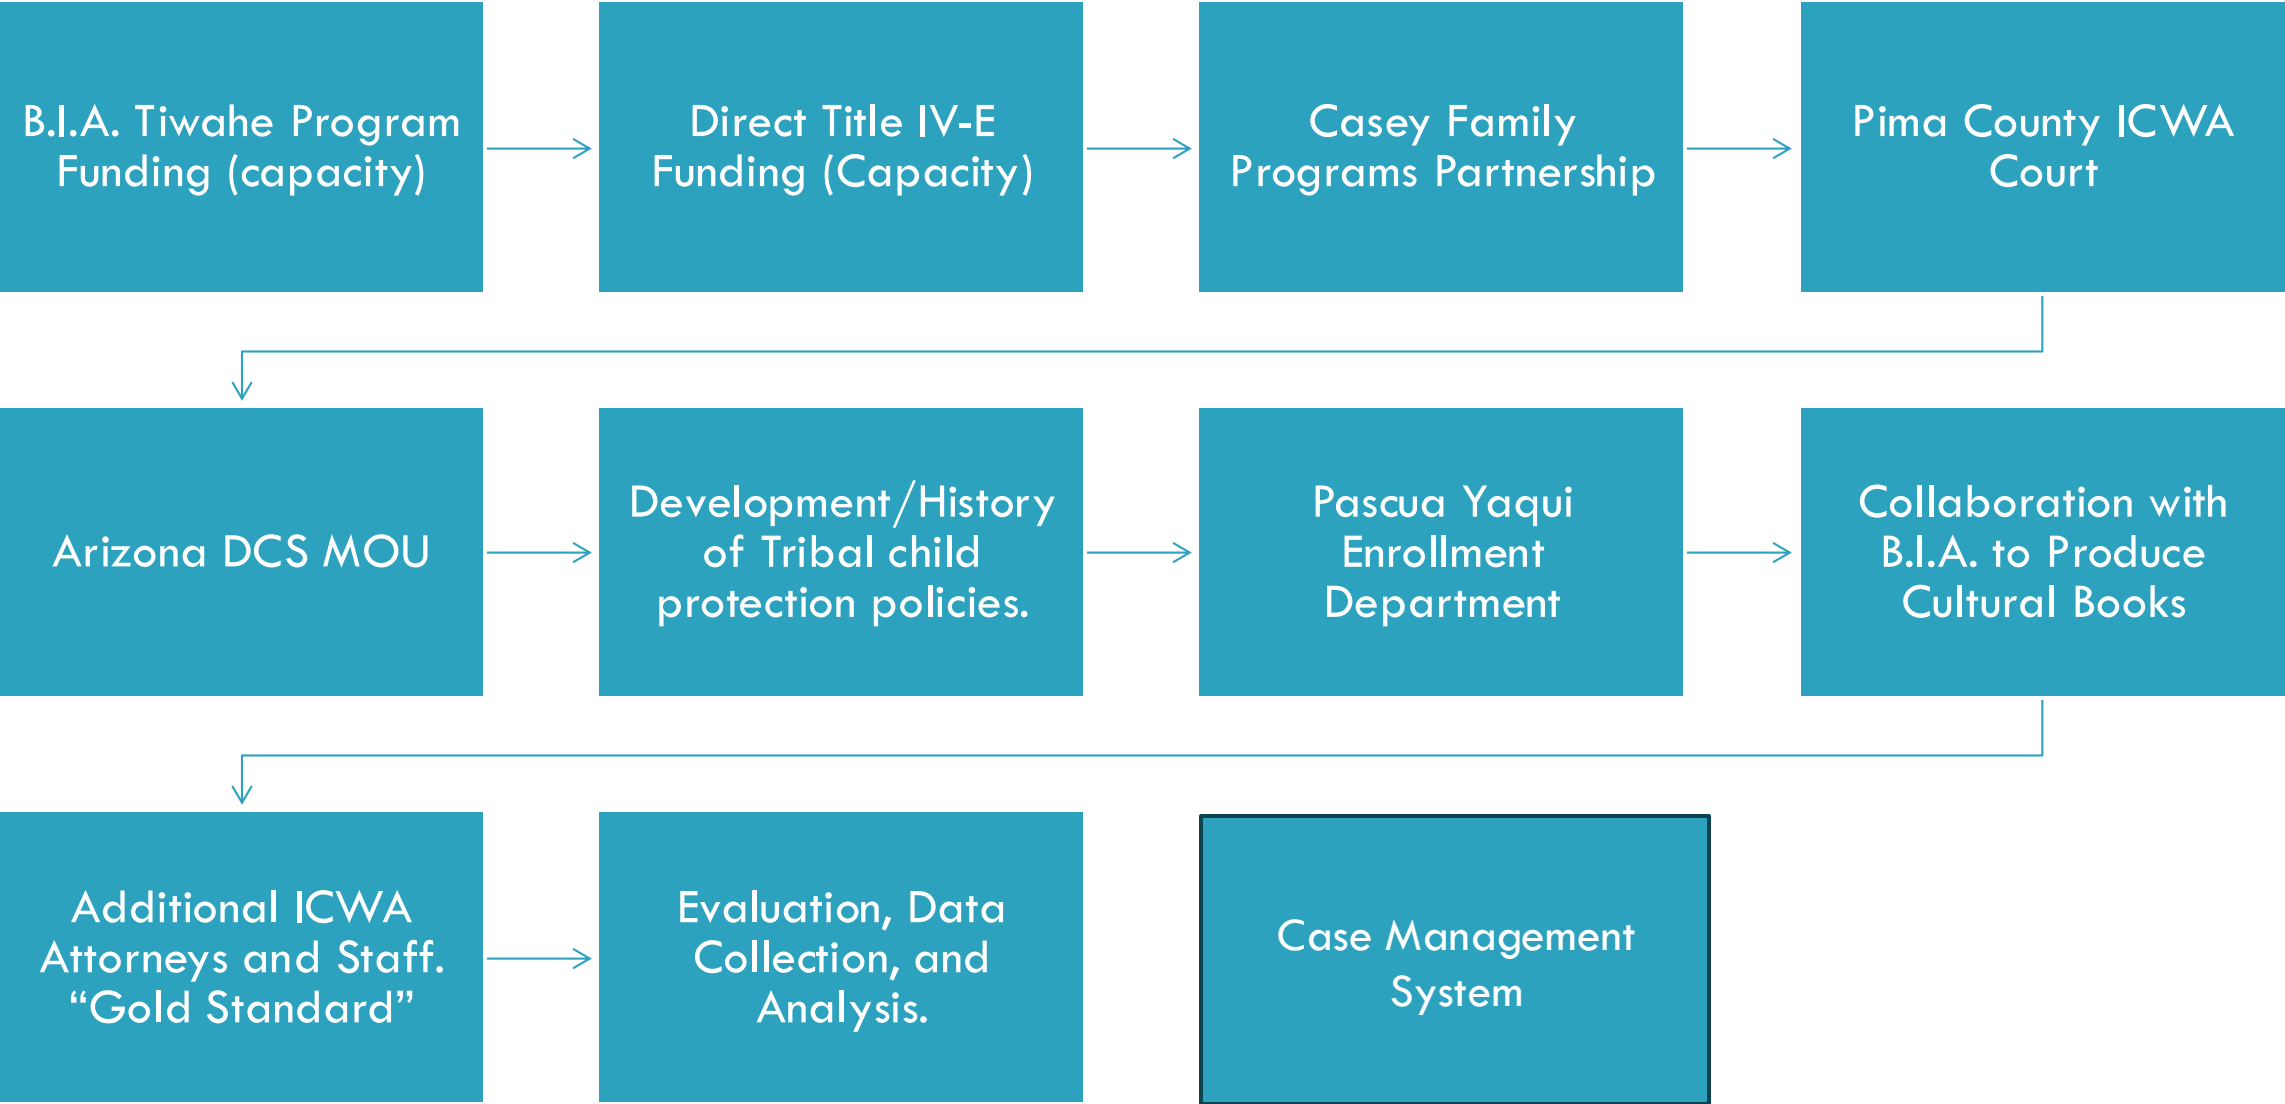 B.I.A. Tiwahe Program
Funding (capacity)
Direct Title IV-E
Funding (Capacity)
Casey Family
Programs Partnership
Pima County ICWA
Court
Arizona DCS MOU
Development/History
of Tribal child
protection policies.
Pascua Yaqui
Enrollment
Department
Collaboration with
B.I.A. to Produce
Cultural Books
Additional ICWA
Attorneys and Staff.
“Gold Standard”
Evaluation, Data
Collection, and
Analysis.
Case Management
System